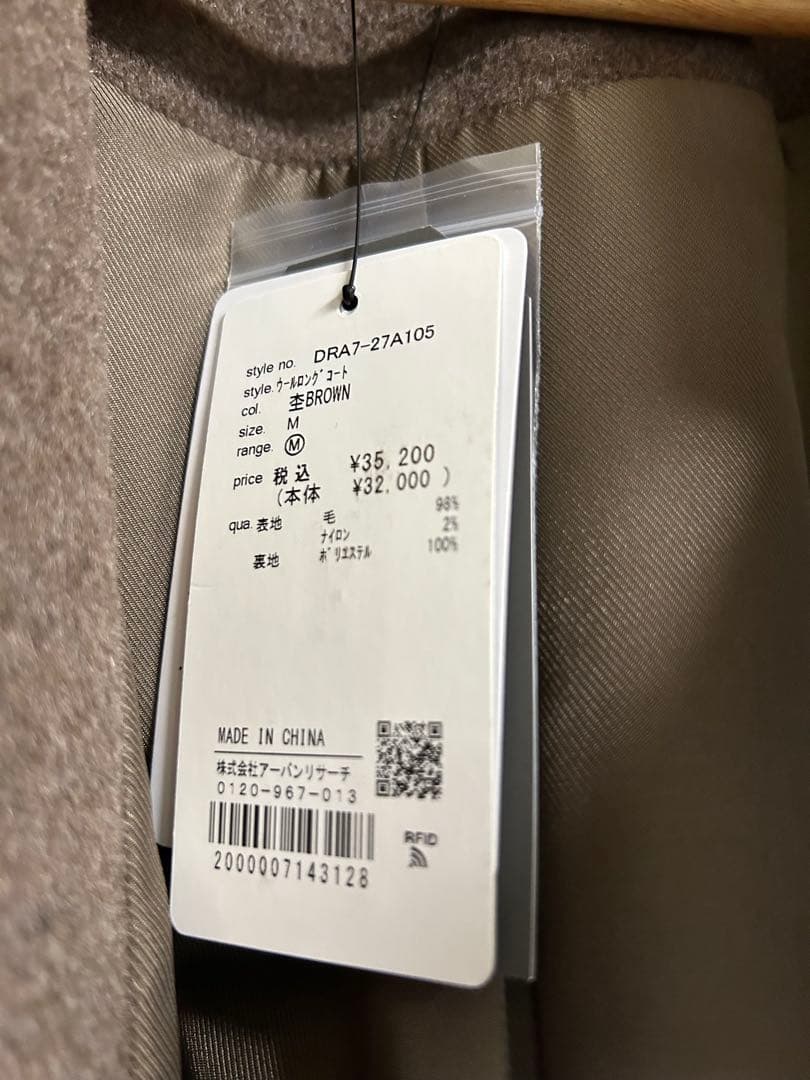 style no. DRA7-27A105
style. ｳｰﾙﾛﾝｸﾞｺｰﾄ
col. 杢BROWN
size. M
range. Ⓜ
price 税込 ¥35,200
(本体 ¥32,000 )
qua. 表地 毛 98%
ﾅｲﾛﾝ 2%
裏地 ﾎﾟﾘｴｽﾃﾙ 100%
MADE IN CHINA
株式会社アーバンリサーチ
0120-967-013
2000007143128
RFID